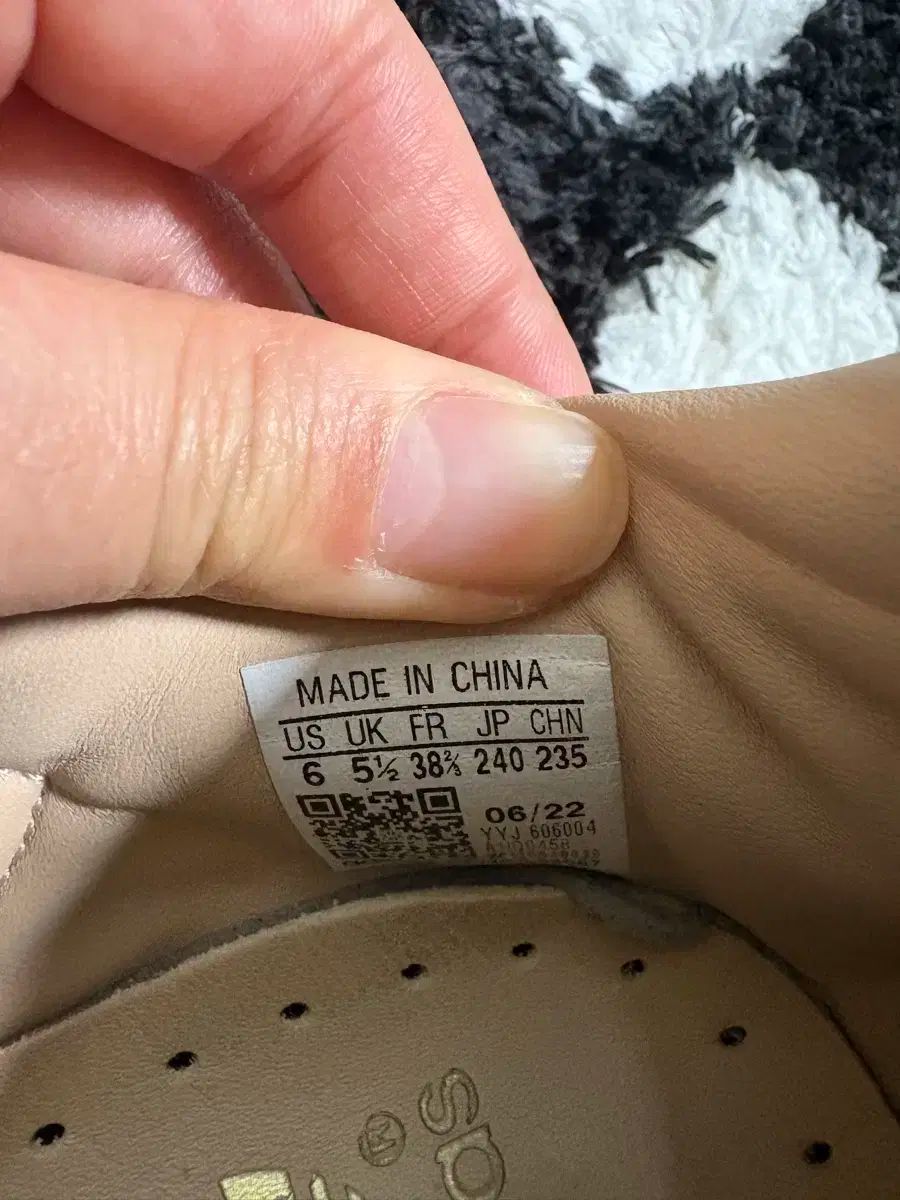 MADE IN CHINA
US UK FR JP CHN
6 5½ 38⅔ 240 235
06/22
YYJ 606004
sp